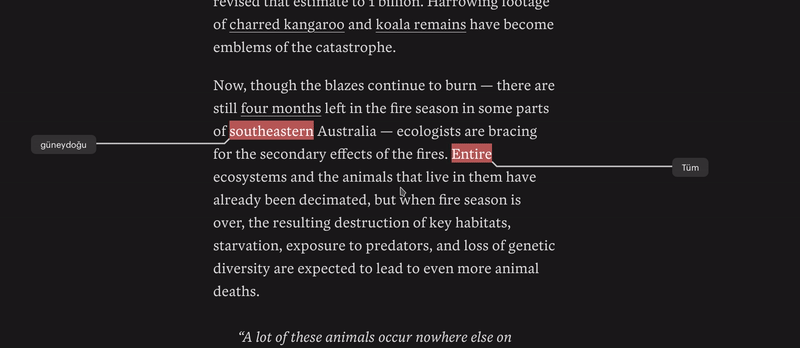 revised that estimate to 1 billion. Harrowing footage
of charred kangaroo and koala remains have become
emblems of the catastrophe.
Now, though the blazes continue to burn — there are
still four months left in the fire season in some parts
of southeastern Australia — ecologists are bracing
güneydoğu
for the secondary effects of the fires. Entire
Tüm
ecosystems and the animals that live in them have
already been decimated, but when fire season is
over, the resulting destruction of key habitats,
starvation, exposure to predators, and loss of genetic
diversity are expected to lead to even more animal
deaths.
“A lot of these animals occur nowhere else on